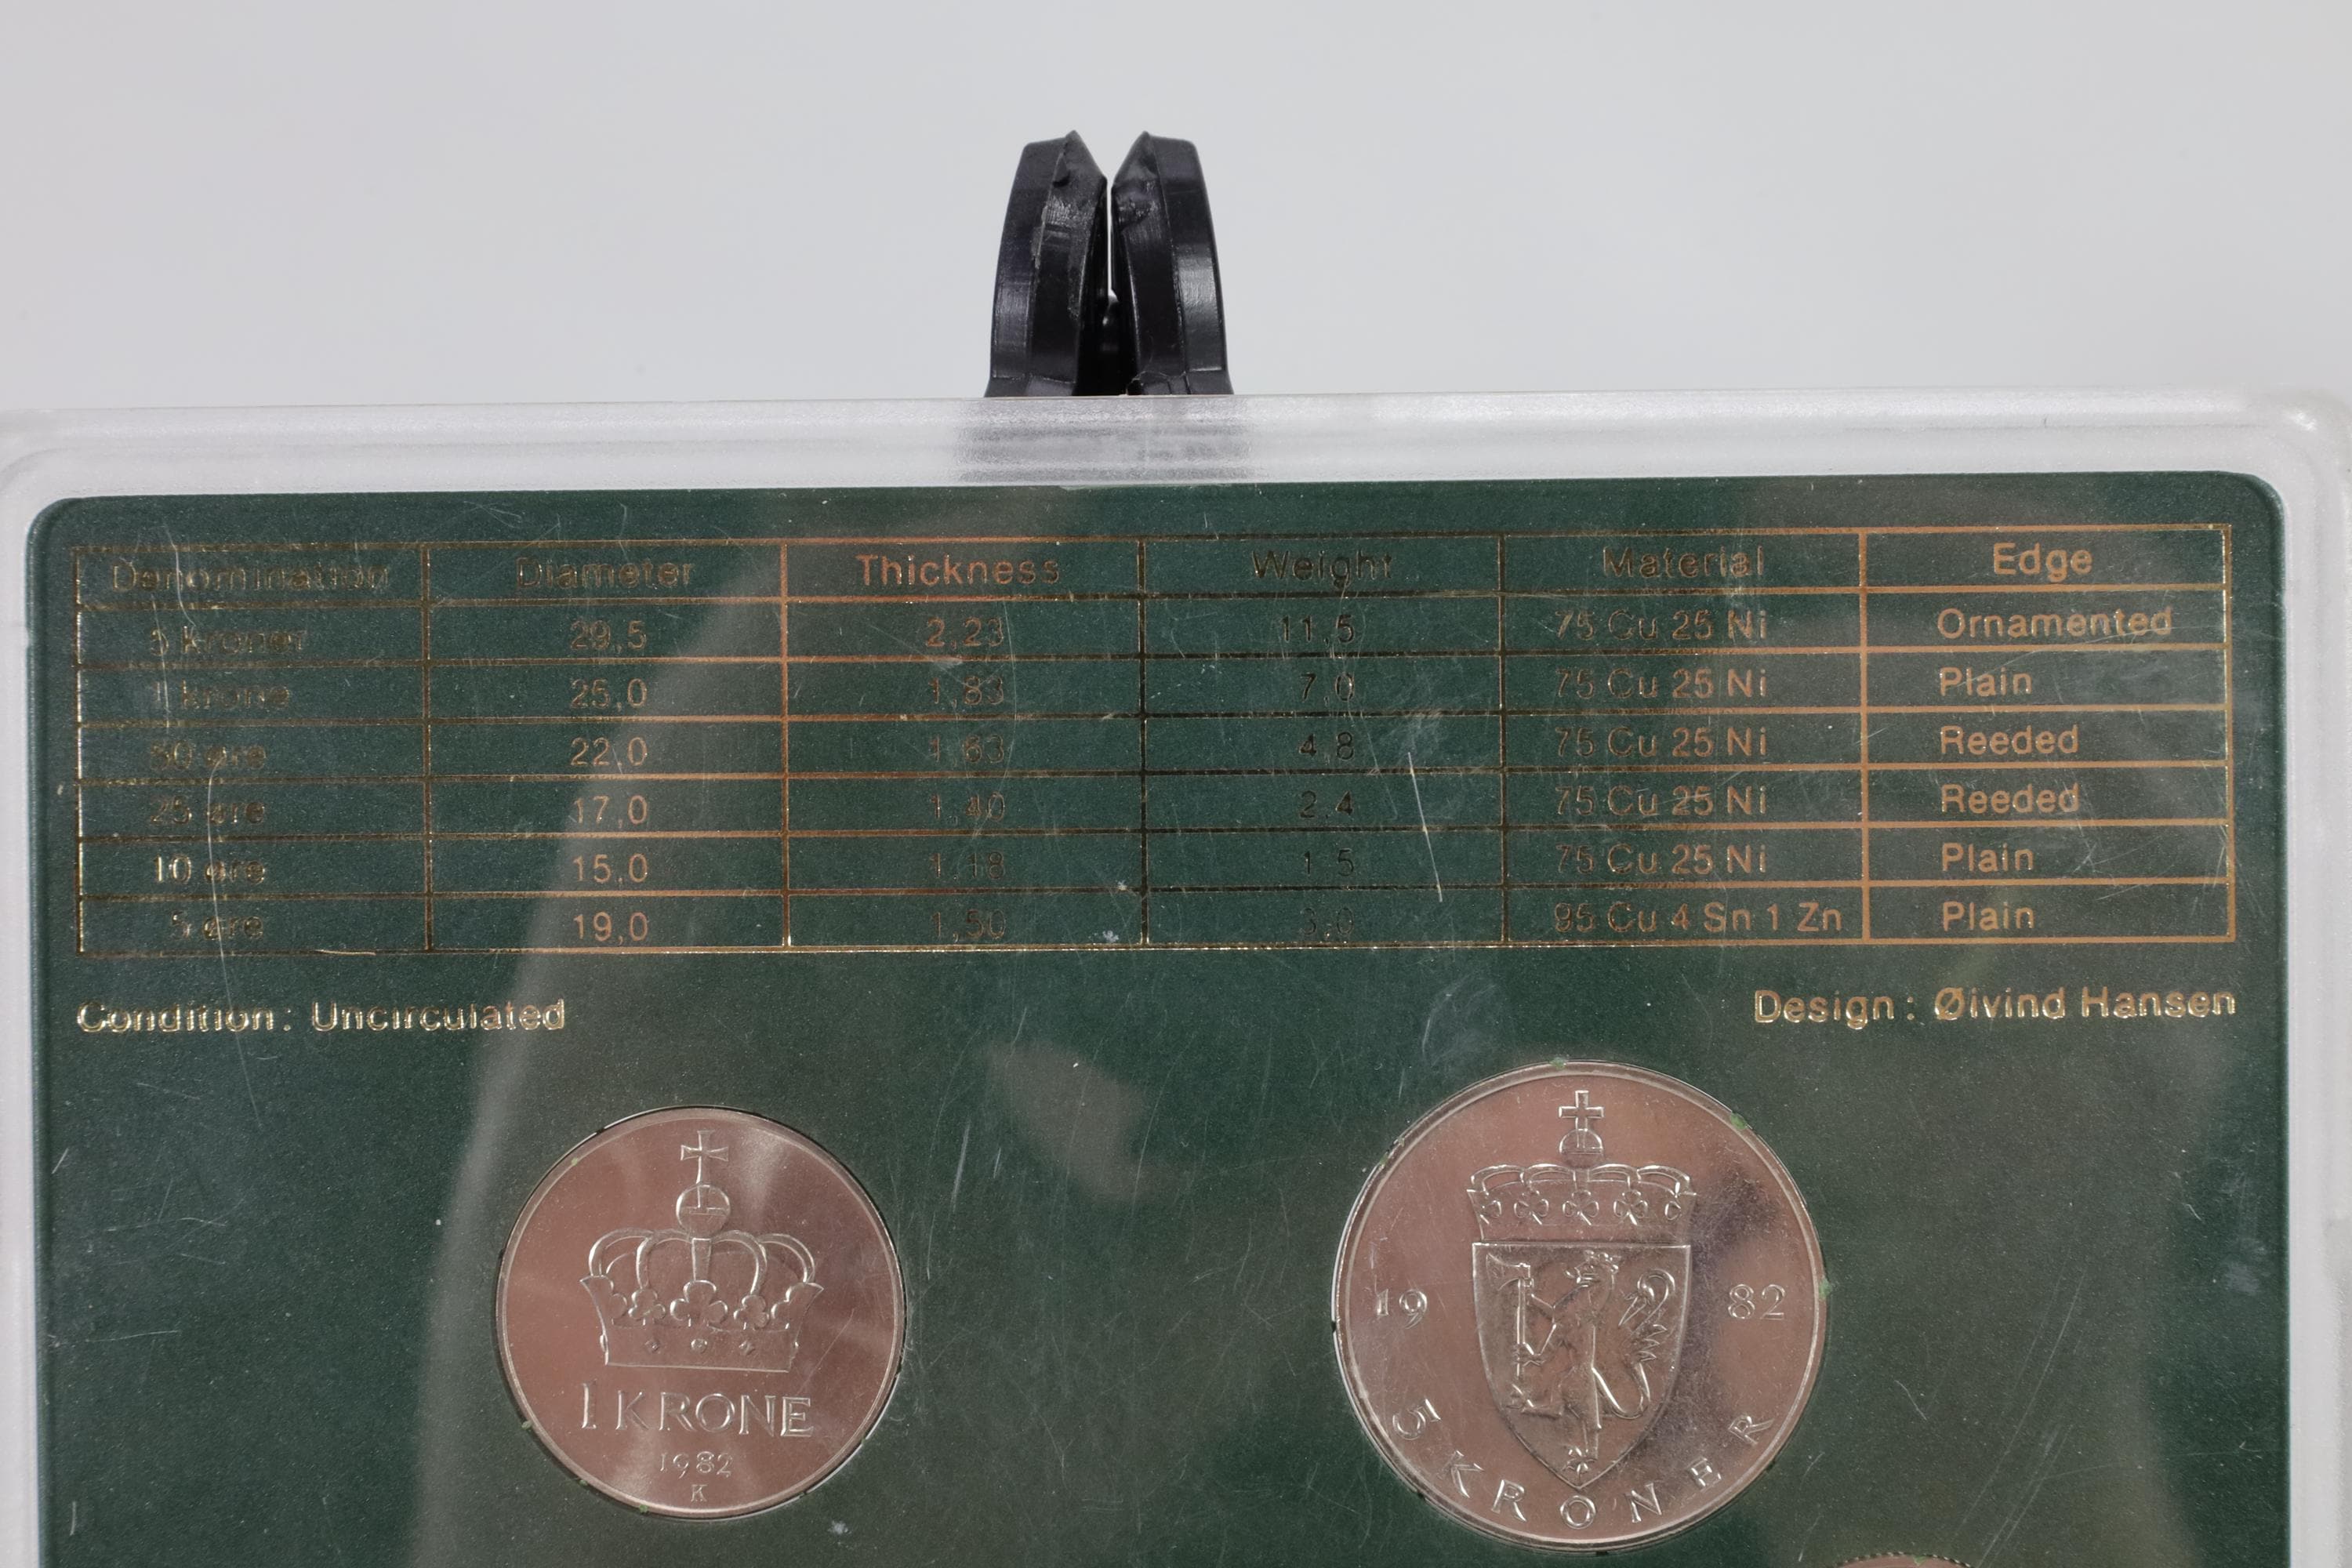 Denomination Diameter Thickness Weight Material Edge
5 kroner 29,5 2,23 11,5 75 Cu 25 Ni Ornamented
1 krone 25,0 1,83 7,0 75 Cu 25 Ni Plain
50 øre 22,0 1,63 4,8 75 Cu 25 Ni Reeded
25 øre 17,0 1,40 2,4 75 Cu 25 Ni Reeded
10 øre 15,0 1,18 1,5 75 Cu 25 Ni Plain
5 øre 19,0 1,50 3,0 95 Cu 4 Sn 1 Zn Plain
Condition: Uncirculated
Design: Øivind Hansen
1 KRONE
1982
K
19 82
5 KRONER